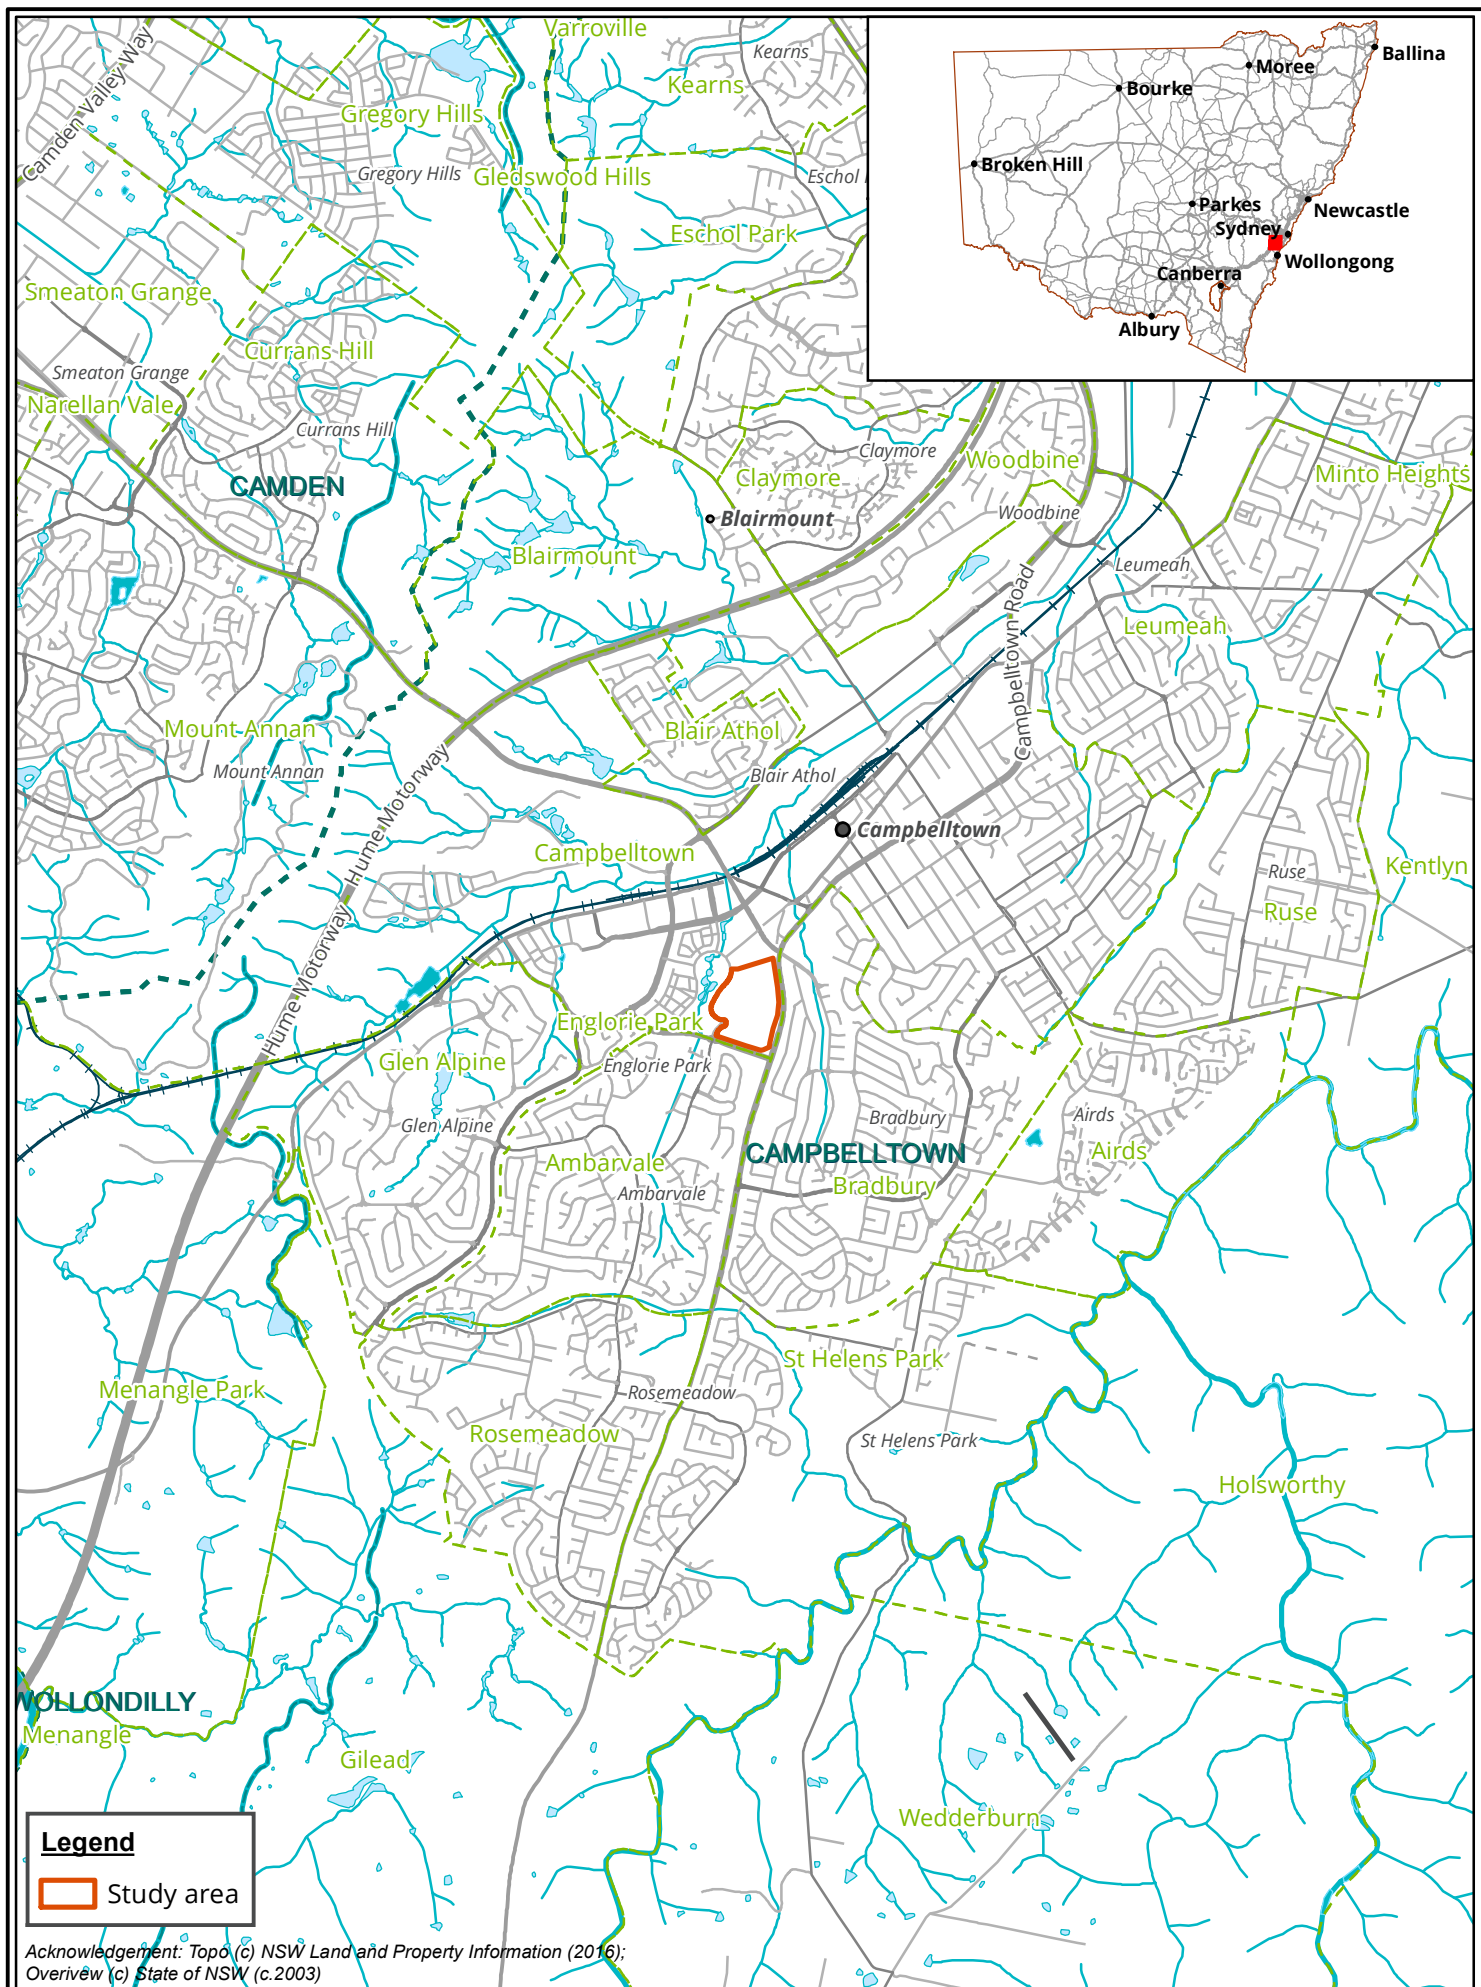 Varroville
Kearns
Kearns
Camden Valley Way
Gregory Hills
Gregory Hills
Gledswood Hills
Eschol
Eschol Park
Ballina
Moree
Bourke
Broken Hill
Parkes
Newcastle
Sydney
Wollongong
Canberra
Albury
Smeaton Grange
Currans Hill
Smeaton Grange
Narellan Vale
Currans Hill
CAMDEN
Claymore
Claymore
Woodbine
Minto Heights
Woodbine
Blairmount
Blairmount
Leumeah
Leumeah
Campbelltown Road
Mount Annan
Mount Annan
Blair Athol
Blair Athol
Hume Motorway
Campbelltown
Campbelltown
Ruse
Kentlyn
Ruse
Hume Motorway
Englorie Park
Englorie Park
Glen Alpine
Glen Alpine
Bradbury
Airds
Airds
CAMPBELLTOWN
Bradbury
Ambarvale
Ambarvale
St Helens Park
Menangle Park
Rosemeadow
Rosemeadow
St Helens Park
Holsworthy
WOLLONDILLY
Menangle
Gilead
Wedderburn
Legend
Study area
Acknowledgement: Topo (c) NSW Land and Property Information (2016);
Overivew (c) State of NSW (c.2003)